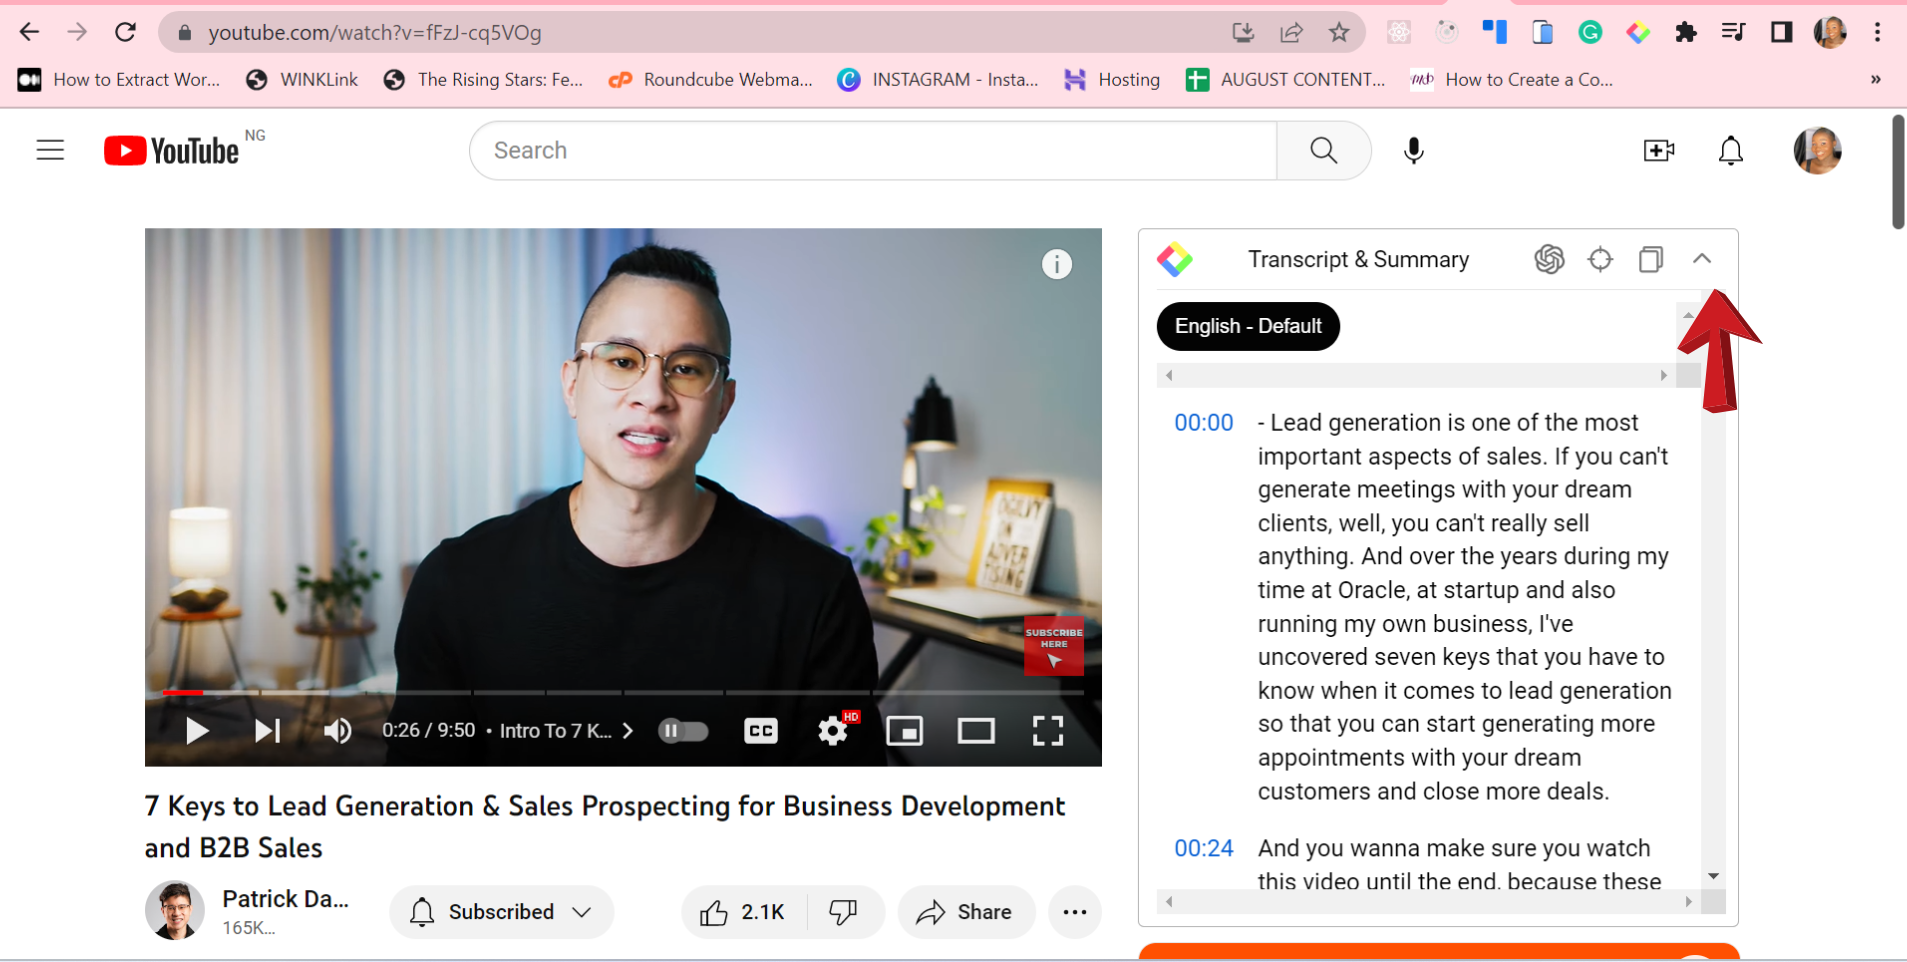 youtube.com/watch?v=fFzJ-cq5VOg
How to Extract Wor...
WINKLink
The Rising Stars: Fe...
cP
Roundcube Webma...
INSTAGRAM - Insta...
Hosting
AUGUST CONTENT...
How to Create a Co...
»
YouTube NG
Search
Transcript & Summary
English - Default
00:00 - Lead generation is one of the most
important aspects of sales. If you can't
generate meetings with your dream
clients, well, you can't really sell
anything. And over the years during my
time at Oracle, at startup and also
running my own business, I've
uncovered seven keys that you have to
know when it comes to lead generation
so that you can start generating more
appointments with your dream
customers and close more deals.
00:24 And you wanna make sure you watch
this video until the end, because these
OGILVY
ON
ADVER
TISING
SUBSCRIBE
HERE
0:26 / 9:50 • Intro To 7 K...
CC
HD
7 Keys to Lead Generation & Sales Prospecting for Business Development
and B2B Sales
Patrick Da...
165K...
Subscribed
2.1K
Share